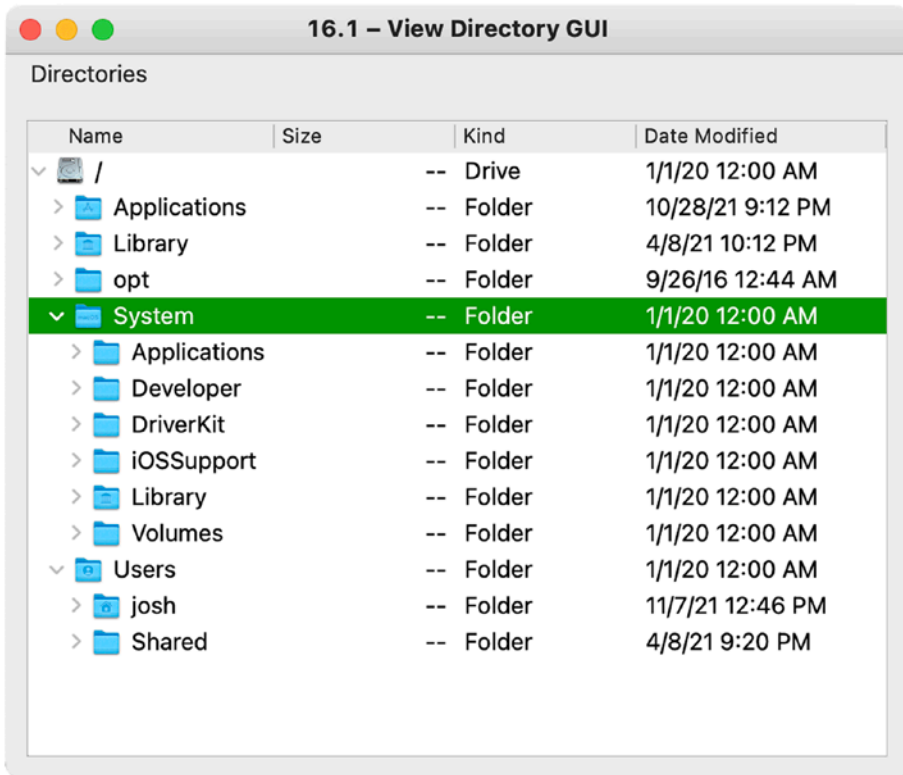 16.1 – View Directory GUI
Directories
Name Size Kind Date Modified
/ -- Drive 1/1/20 12:00 AM
Applications -- Folder 10/28/21 9:12 PM
Library -- Folder 4/8/21 10:12 PM
opt -- Folder 9/26/16 12:44 AM
System -- Folder 1/1/20 12:00 AM
Applications -- Folder 1/1/20 12:00 AM
Developer -- Folder 1/1/20 12:00 AM
DriverKit -- Folder 1/1/20 12:00 AM
iOSSupport -- Folder 1/1/20 12:00 AM
Library -- Folder 1/1/20 12:00 AM
Volumes -- Folder 1/1/20 12:00 AM
Users -- Folder 1/1/20 12:00 AM
josh -- Folder 11/7/21 12:46 PM
Shared -- Folder 4/8/21 9:20 PM